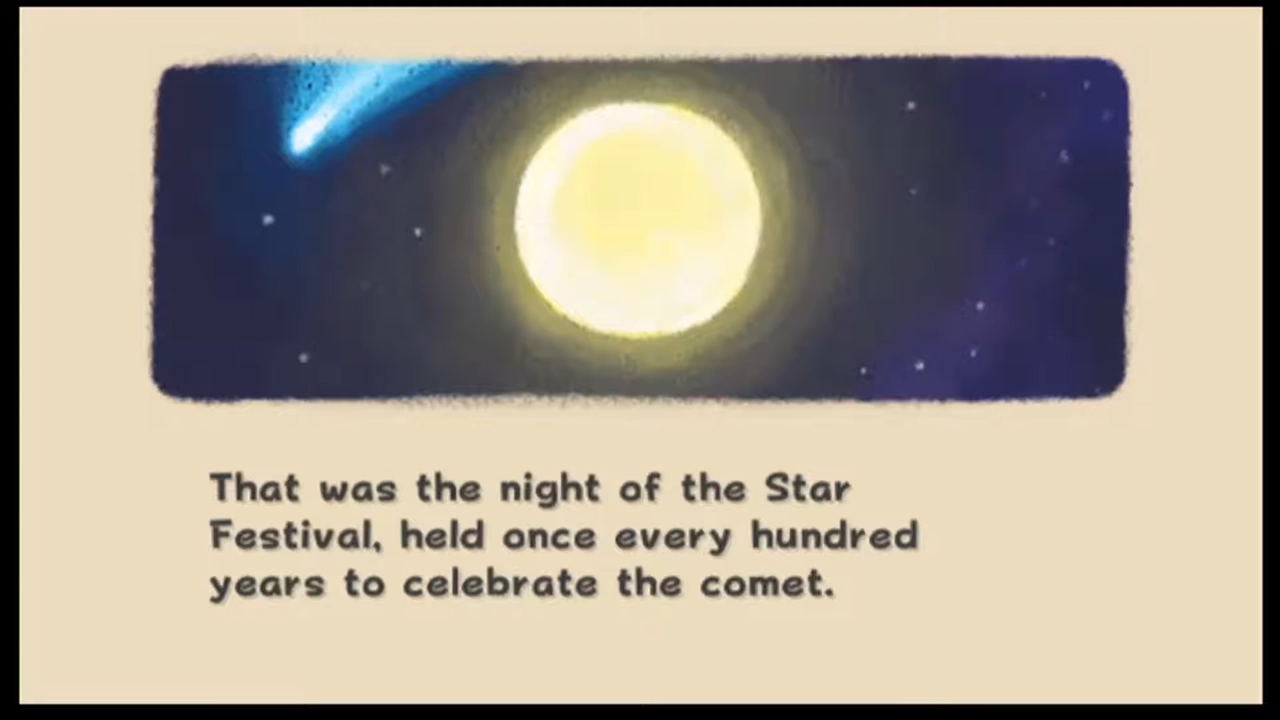 That was the night of the Star
Festival, held once every hundred
years to celebrate the comet.